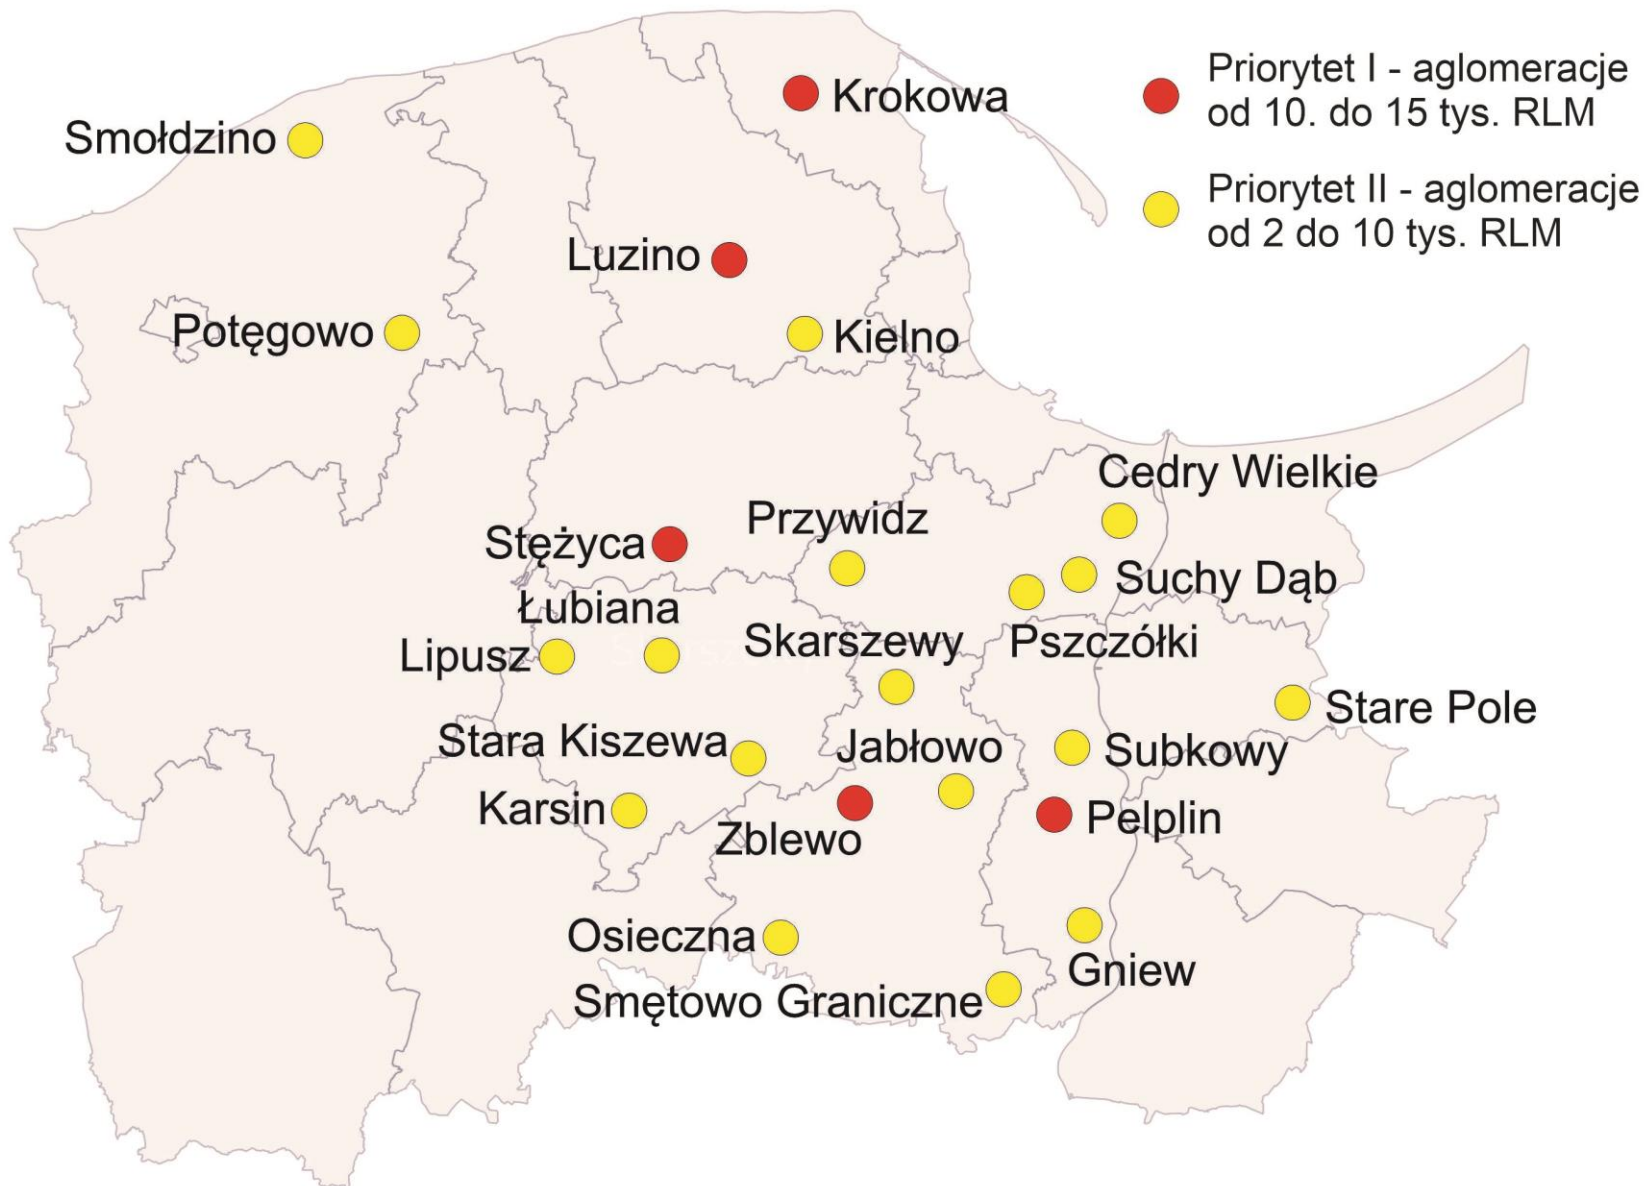 Krokowa
Priorytet I - aglomeracje
od 10. do 15 tys. RLM
Smołdzino
Priorytet II - aglomeracje
od 2 do 10 tys. RLM
Luzino
Potęgowo
Kielno
Cedry Wielkie
Przywidz
Stężyca
Suchy Dąb
Łubiana
Skarszewy
Pszczółki
Lipusz
Stare Pole
Stara Kiszewa
Jabłowo
Subkowy
Karsin
Zblewo
Pelplin
Osieczna
Gniew
Smętowo Graniczne